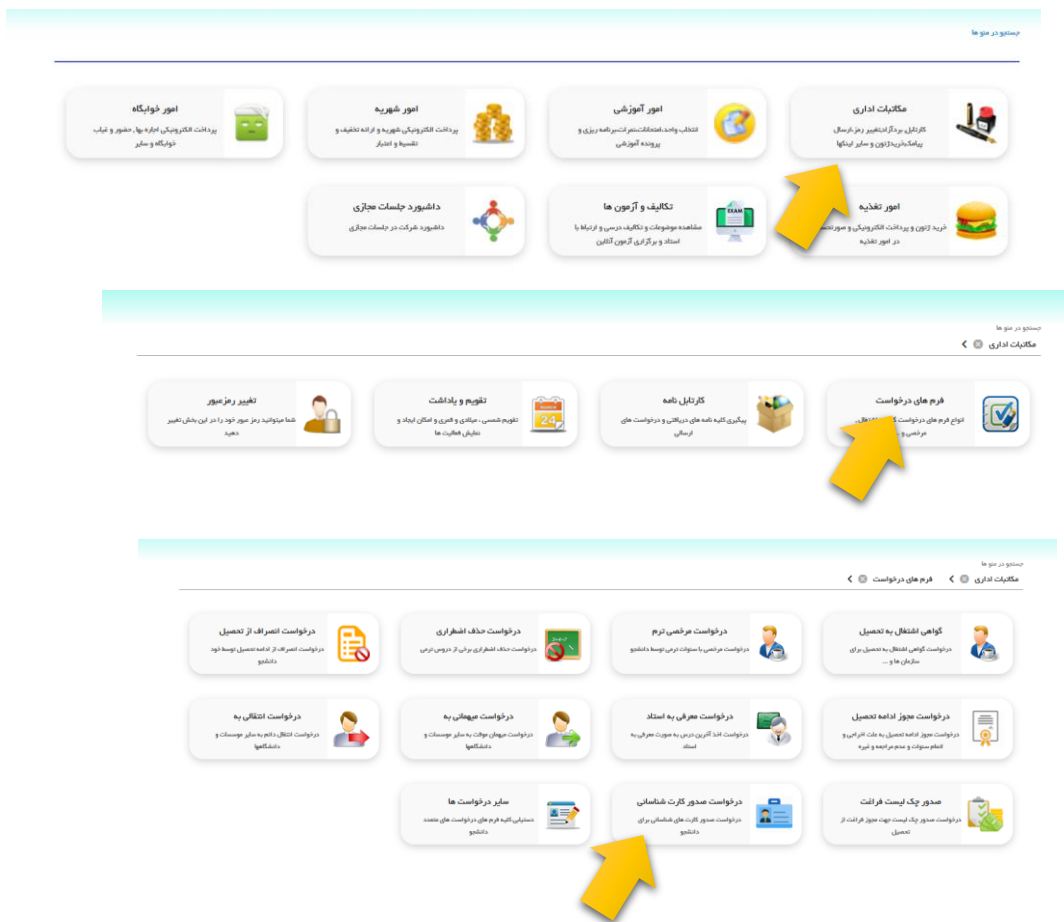 جستجو در منو ها
مکاتبات اداری
کارتابل پرد‌آزاد،تغییر رمز،ارسال
پیامک،خرید‌ژتون و سایر لینکها
امور آموزشی
انتخاب واحد،امتحانات،نمرات،برنامه ریزی و
پرونده آموزشی
امور شهریه
پرداخت الکترونیکی شهریه و ارائه تخفیف و
تقسیط و اعتبار
امور خوابگاه
پرداخت الکترونیکی اجاره بها، حضور و غیاب
خوابگاه و سایر
امور تغذیه
خرید ژتون و پرداخت الکترونیکی و
در امور تغذیه
تکالیف و آزمون ها
EXAM
مشاهده موضوعات و تکالیف درسی و ارتباط با
استاد و برگزاری آزمون آنلاین
داشبورد جلسات مجازی
داشبورد شرکت در جلسات مجازی
جستجو در منو ها
مکاتبات اداری
فرم های درخواست
انواع فرم های درخواست
مرخصی و
کارتابل نامه
پیگیری کلیه نامه های دریافتی و درخواست های
ارسالی
تقویم و یاداشت
24
تقویم شمسی ، میلادی و قمری و امکان ایجاد و
نمایش فعالیت ها
تغییر رمزعبور
شما میتوانید رمز عبور خود را در این بخش تغییر
دهید
جستجو در منو ها
مکاتبات اداری فرم های درخواست
گواهی اشتغال به تحصیل
درخواست گواهی اشتغال به تحصیل برای
سازمان ها و ...
درخواست مرخصی ترم
درخواست مرخصی با سنوات ترمی توسط دانشجو
درخواست حذف اضطراری
درخواست حذف اضطراری برخی از دروس ترمی
درخواست انصراف از تحصیل
درخواست انصراف از ادامه تحصیل توسط خود
دانشجو
درخواست مجوز ادامه تحصیل
درخواست مجوز ادامه تحصیل به علت اخراجی و
اتمام سنوات و عدم مراجعه و غیره
درخواست معرفی به استاد
درخواست اخذ آخرین درس به صورت معرفی به
استاد
درخواست میهمانی به
درخواست میهمان موقت به سایر موسسات و
دانشگاهها
درخواست انتقالی به
درخواست انتقال دائم به سایر موسسات و
دانشگاهها
صدور چک لیست فراغت
درخواست صدور چک لیست جهت مجوز فراغت از
تحصیل
درخواست صدور کارت شناسائی
درخواست صدور کارت های شناسائی برای
دانشجو
سایر درخواست ها
دستیابی کلیه فرم های درخواست های متعدد
دانشجو